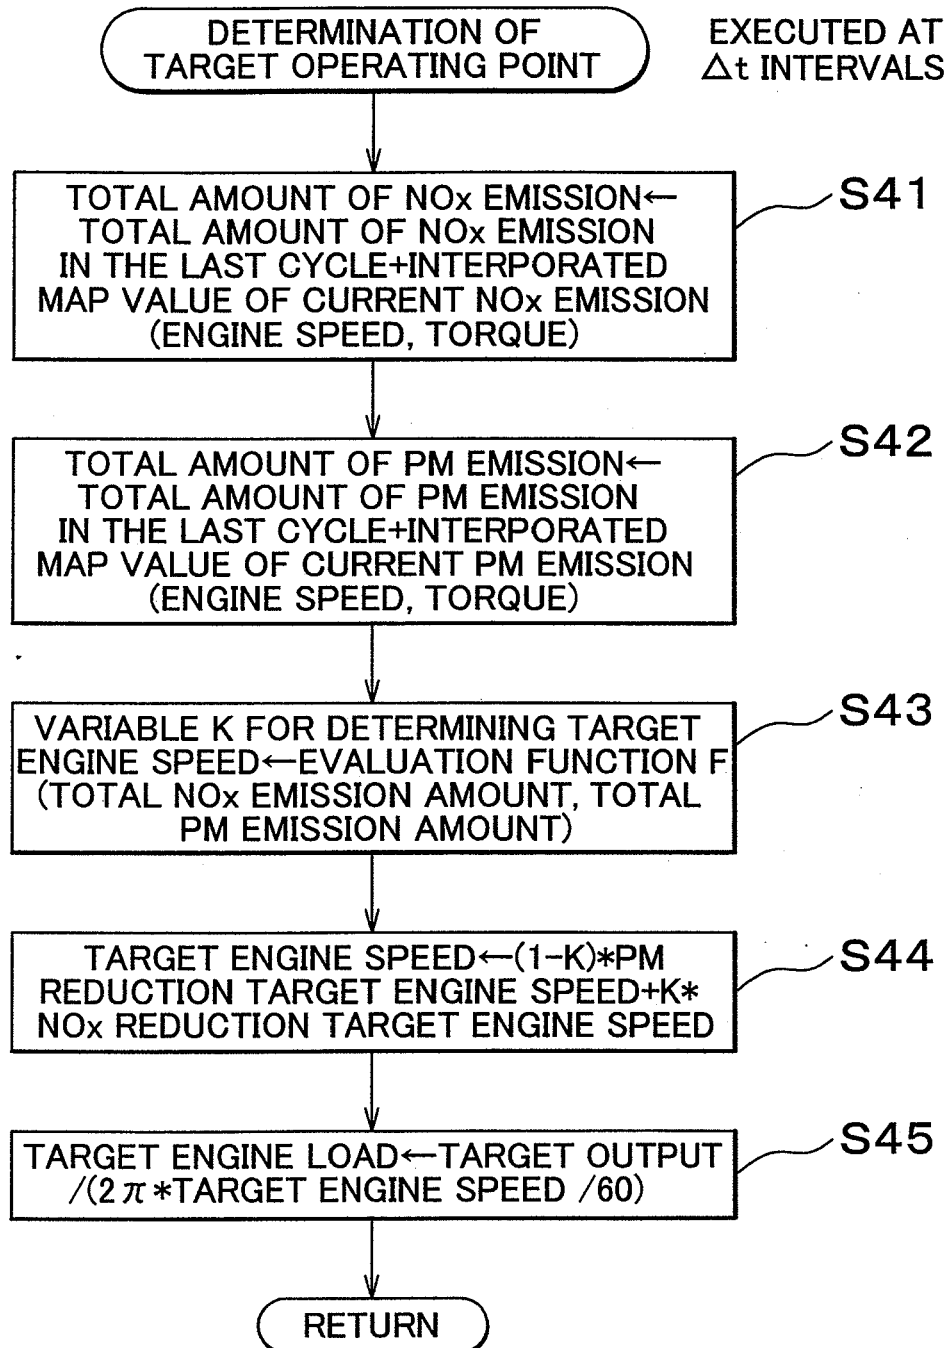 DETERMINATION OF
TARGET OPERATING POINT
EXECUTED AT
Δt INTERVALS
TOTAL AMOUNT OF NOx EMISSION←
TOTAL AMOUNT OF NOx EMISSION
IN THE LAST CYCLE+INTERPORATED
MAP VALUE OF CURRENT NOx EMISSION
(ENGINE SPEED, TORQUE)
S41
TOTAL AMOUNT OF PM EMISSION←
TOTAL AMOUNT OF PM EMISSION
IN THE LAST CYCLE+INTERPORATED
MAP VALUE OF CURRENT PM EMISSION
(ENGINE SPEED, TORQUE)
S42
VARIABLE K FOR DETERMINING TARGET
ENGINE SPEED←EVALUATION FUNCTION F
(TOTAL NOx EMISSION AMOUNT, TOTAL
PM EMISSION AMOUNT)
S43
TARGET ENGINE SPEED←(1-K)*PM
REDUCTION TARGET ENGINE SPEED+K*
NOx REDUCTION TARGET ENGINE SPEED
S44
TARGET ENGINE LOAD←TARGET OUTPUT
/(2π*TARGET ENGINE SPEED /60)
S45
RETURN